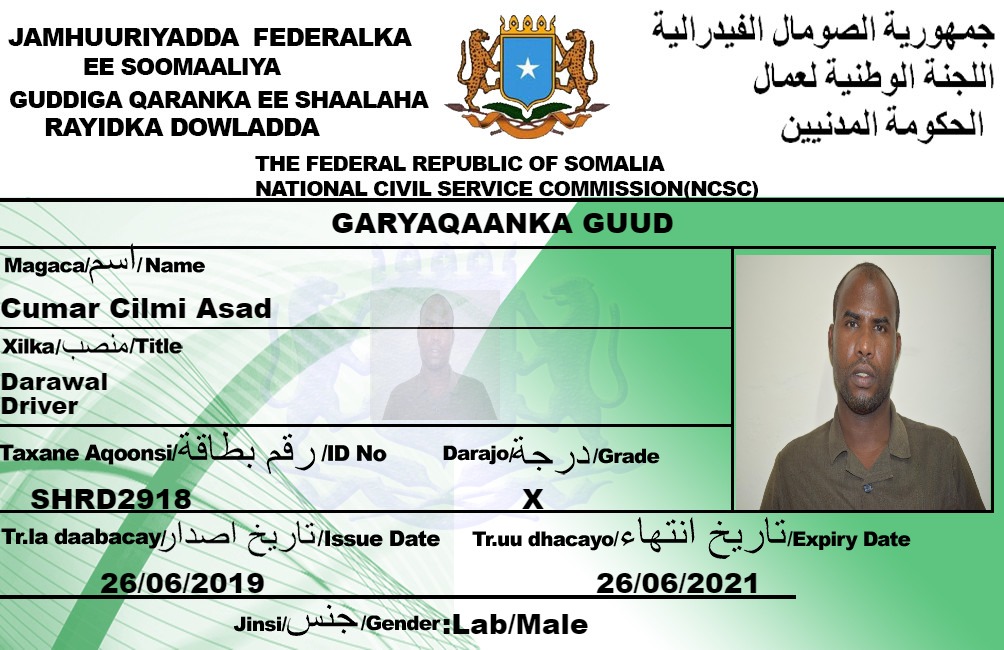 JAMHUURIYADDA FEDERALKA
EE SOOMAALIYA
GUDDIGA QARANKA EE SHAALAHA
RAYIDKA DOWLADDA
جمهورية الصومال الفيدرالية
اللجنة الوطنية لعمال
الحكومة المدنيين
THE FEDERAL REPUBLIC OF SOMALIA
NATIONAL CIVIL SERVICE COMMISSION(NCSC)
GARYAQAANKA GUUD
Magaca/اسم/Name
Cumar Cilmi Asad
Xilka/منصب/Title
Darawal
Driver
Taxane Aqoonsi/رقم بطاقة/ID No
Darajo/درجة/Grade
SHRD2918
X
Tr.la daabacay/تاريخ اصدار/Issue Date
Tr.uu dhacayo/تاريخ انتهاء/Expiry Date
26/06/2019
26/06/2021
Jinsi/جنس/Gender:Lab/Male